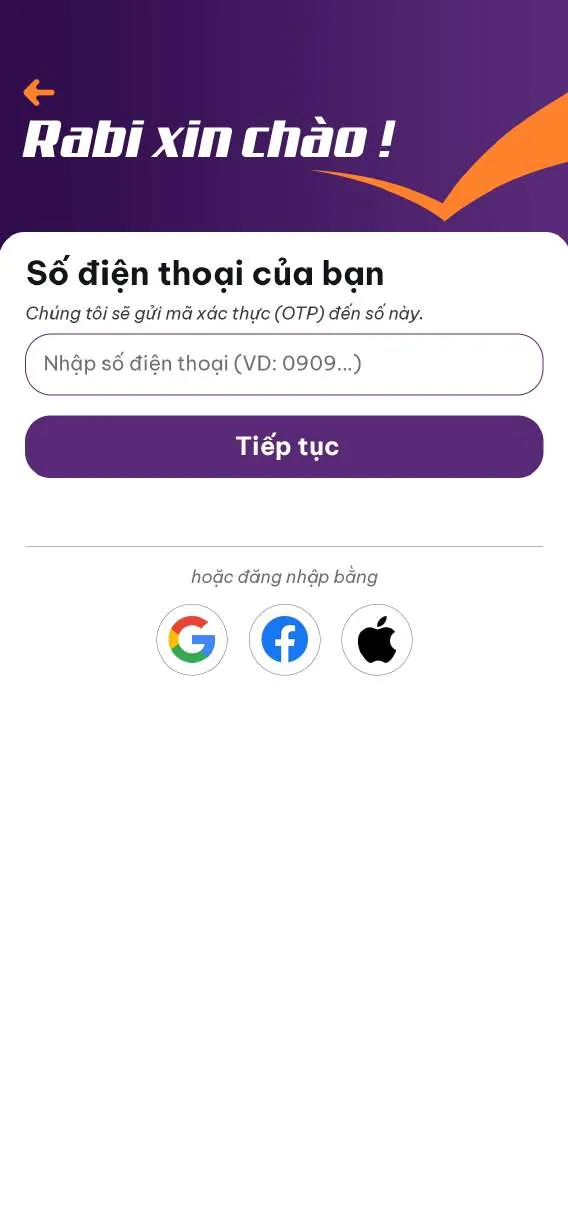 Rabi xin chào !
Số điện thoại của bạn
Chúng tôi sẽ gửi mã xác thực (OTP) đến số này.
Nhập số điện thoại (VD: 0909...)
Tiếp tục
hoặc đăng nhập bằng